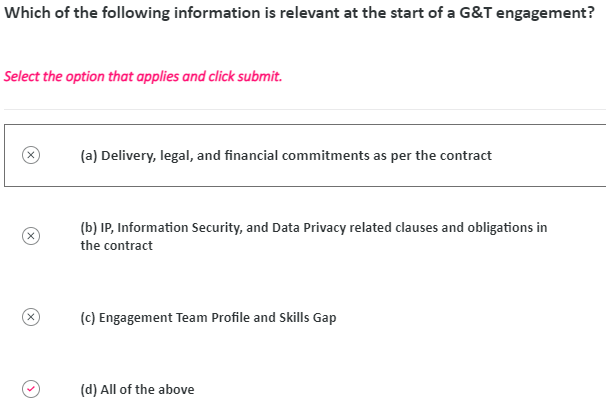 Which of the following information is relevant at the start of a G&T engagement?
Select the option that applies and click submit.
(a) Delivery, legal, and financial commitments as per the contract
(b) IP, Information Security, and Data Privacy related clauses and obligations in
the contract
(c) Engagement Team Profile and Skills Gap
(d) All of the above